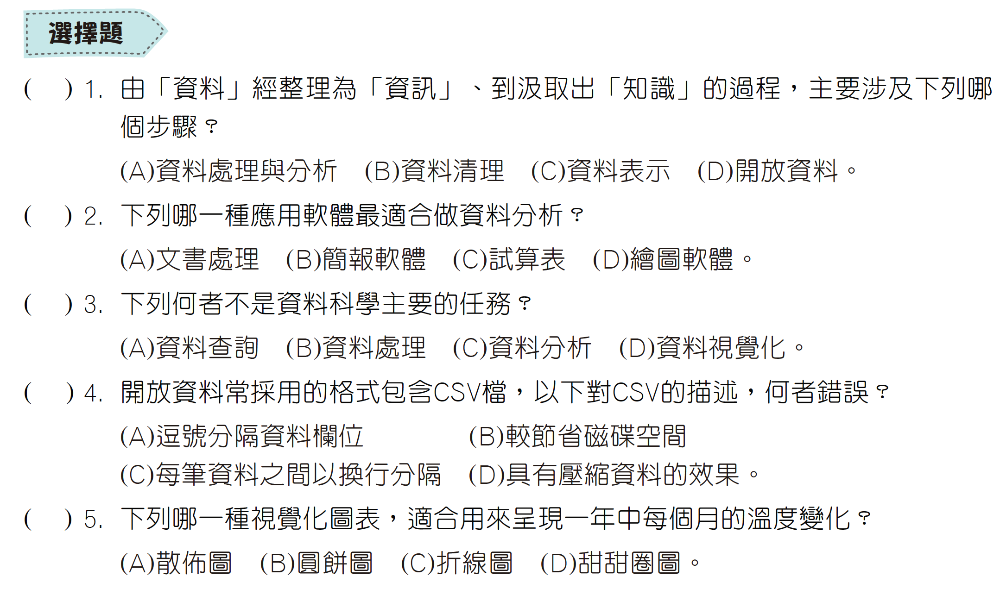 選擇題
(　) 1. 由「資料」經整理為「資訊」、到汲取出「知識」的過程，主要涉及下列哪
個步驟？
(A)資料處理與分析　(B)資料清理　(C)資料表示　(D)開放資料。
(　) 2. 下列哪一種應用軟體最適合做資料分析？
(A)文書處理　(B)簡報軟體　(C)試算表　(D)繪圖軟體。
(　) 3. 下列何者不是資料科學主要的任務？
(A)資料查詢　(B)資料處理　(C)資料分析　(D)資料視覺化。
(　) 4. 開放資料常採用的格式包含CSV檔，以下對CSV的描述，何者錯誤？
(A)逗號分隔資料欄位　(B)較節省磁碟空間
(C)每筆資料之間以換行分隔　(D)具有壓縮資料的效果。
(　) 5. 下列哪一種視覺化圖表，適合用來呈現一年中每個月的溫度變化？
(A)散佈圖　(B)圓餅圖　(C)折線圖　(D)甜甜圈圖。